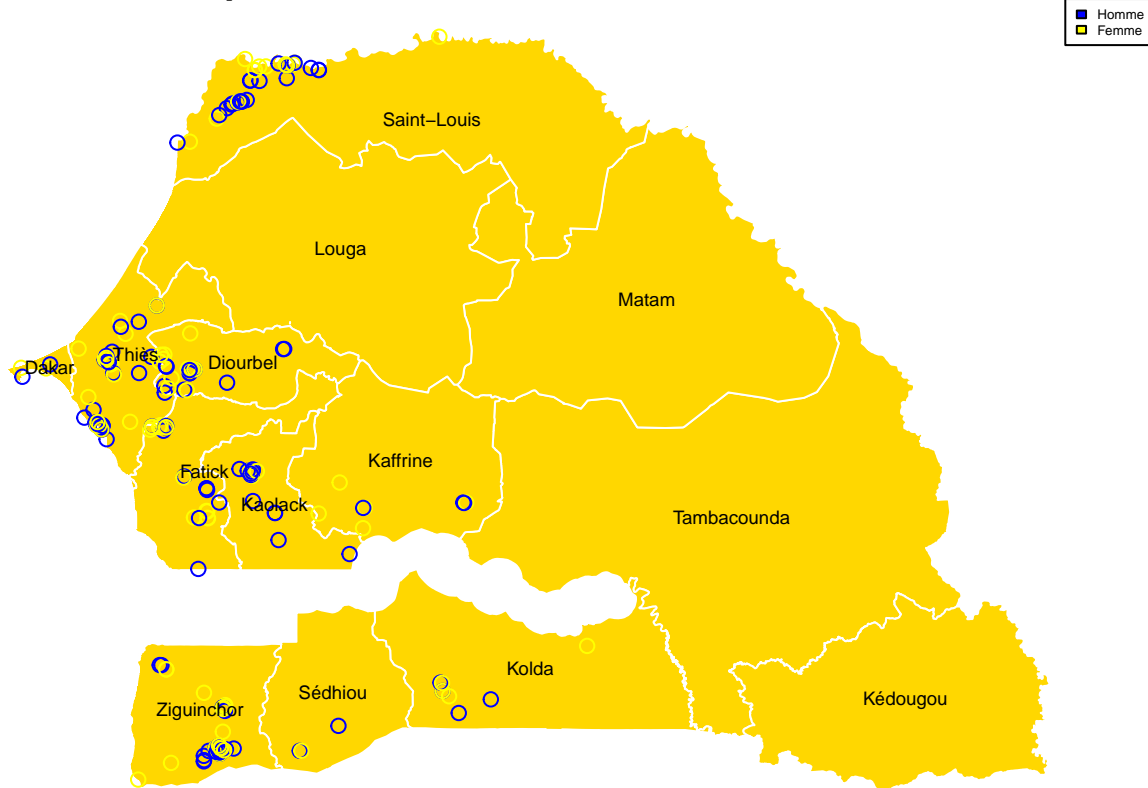 Homme
Femme
Saint−Louis
Louga
Matam
Thiès
Dakar
Diourbel
Kaffrine
Fatick
Kaolack
Tambacounda
Kolda
Sédhiou
Kédougou
Ziguinchor